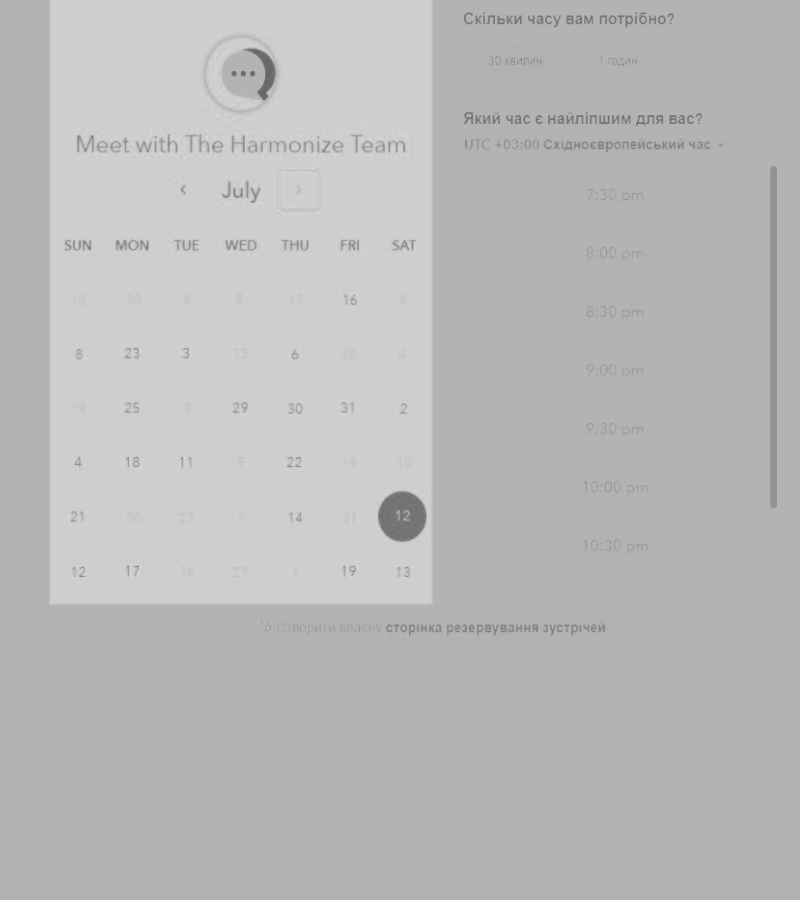 Meet with The Harmonize Team
July
SUN MON TUE WED THU FRI SAT
18 30 8 5 17 16 8
8 23 3 13 6 28 4
19 25 3 29 30 31 2
4 18 11 9 22 19 10
21 30 27 1 14 31 12
12 17 16 27 1 19 13
Скільки часу вам потрібно?
30 хвилин 1 годин
Який час є найліпшим для вас?
UTC +03:00 Східноєвропейський час
7:30 pm
8:00 pm
8:30 pm
9:00 pm
9:30 pm
10:00 pm
10:30 pm
Створити власну сторінка резервування зустрічей